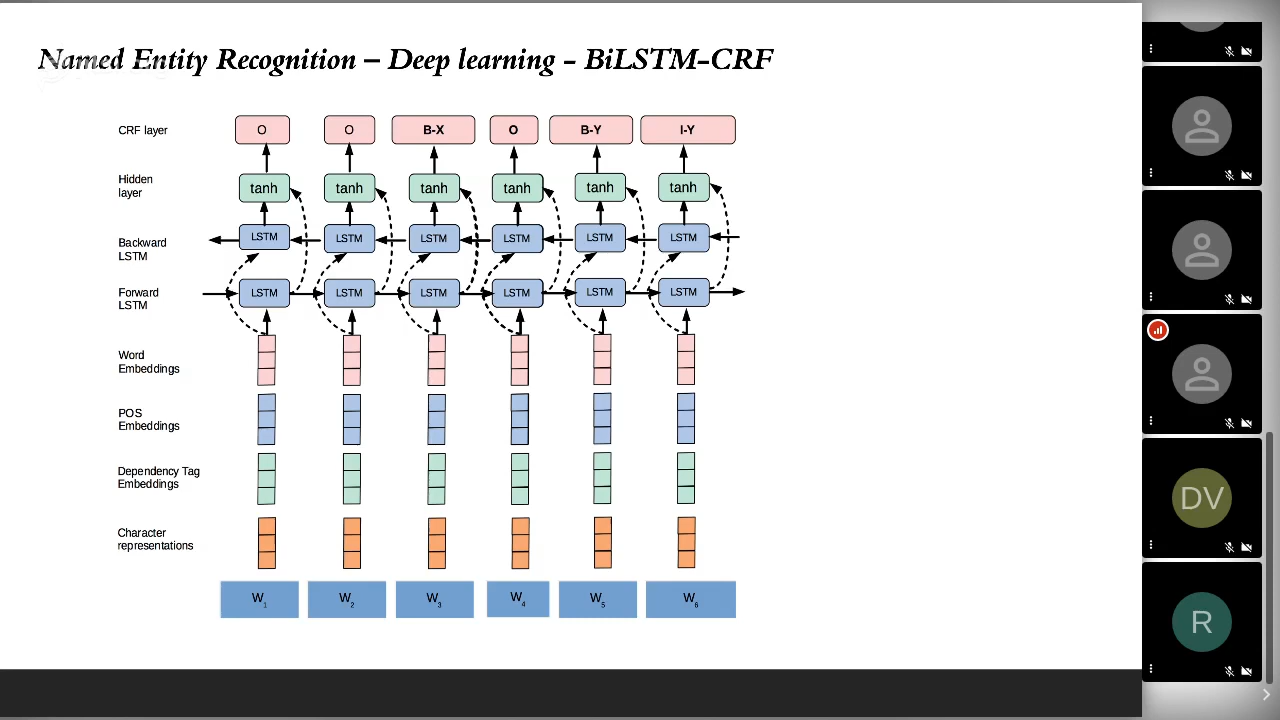 Named Entity Recognition – Deep learning - BiLSTM-CRF
CRF layer
O O B-X O B-Y I-Y
Hidden
layer
tanh tanh tanh tanh tanh tanh
Backward
LSTM
LSTM LSTM LSTM LSTM LSTM LSTM
Forward
LSTM
LSTM LSTM LSTM LSTM LSTM LSTM
Word
Embeddings
POS
Embeddings
Dependency Tag
Embeddings
Character
representations
W1 W2 W3 W4 W5 W6
DV
R